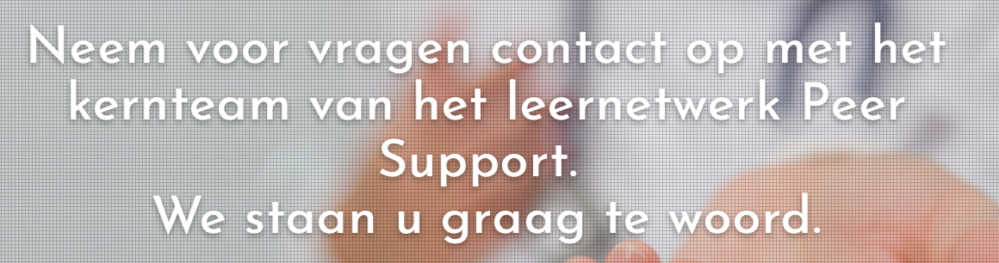 Neem voor vragen contact op met het
kernteam van het leernetwerk Peer
Support.
We staan u graag te woord.